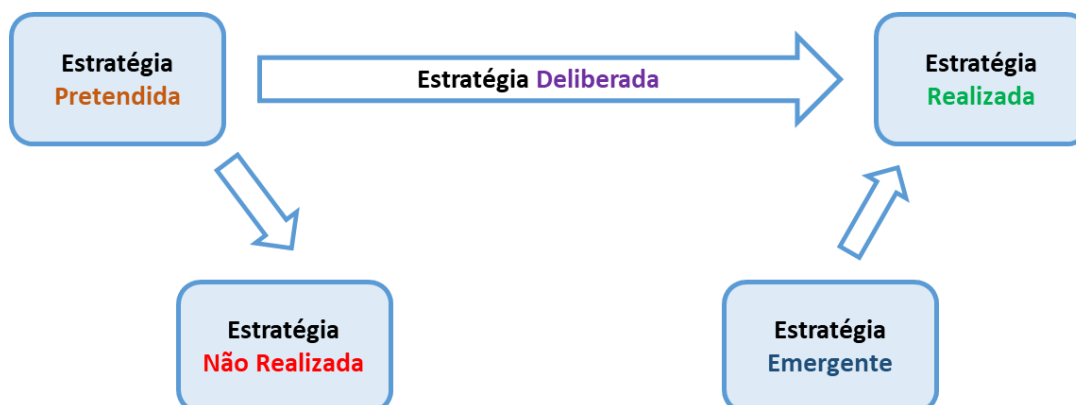 Estratégia
Pretendida
Estratégia Deliberada
Estratégia
Realizada
Estratégia
Não Realizada
Estratégia
Emergente